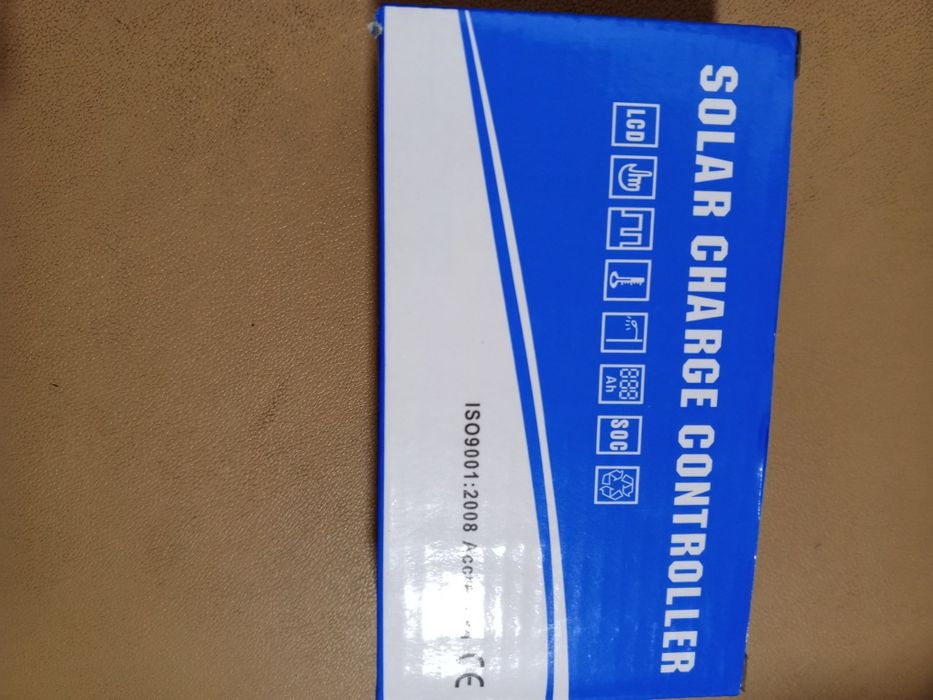 SOLAR CHARGE CONTROLLER
LCD
888
Ah
SOC
ISO9001:2008
CE